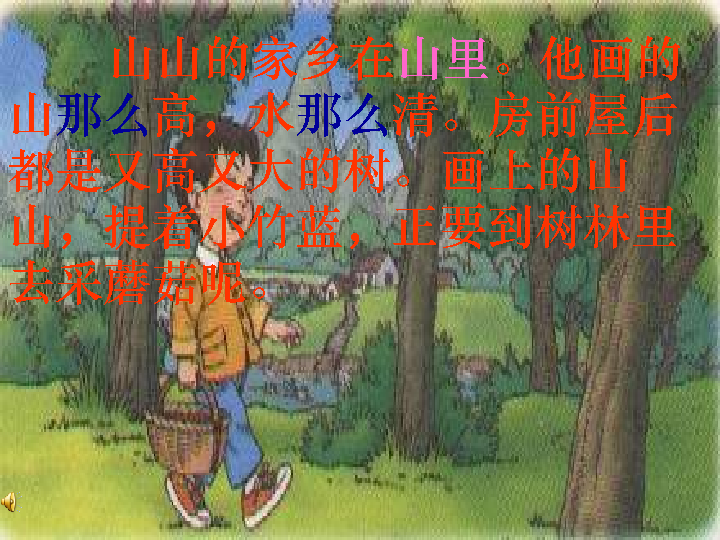 山山的家乡在山里。他画的
山那么高，水那么清。房前屋后
都是又高又大的树。画上的山
山，提着小竹蓝，正要到树林里
去采蘑菇呢。